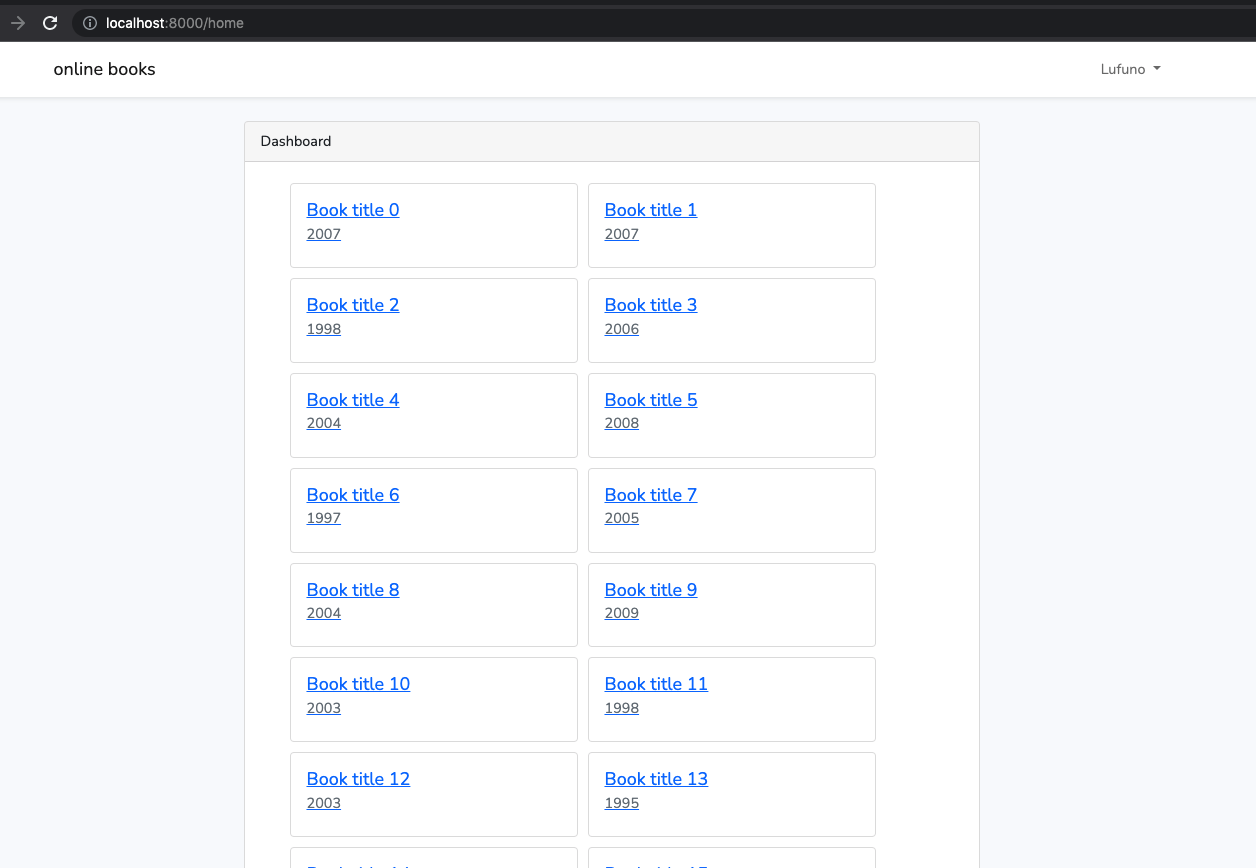 localhost:8000/home
online books
Lufuno
Dashboard
Book title 0
2007
Book title 1
2007
Book title 2
1998
Book title 3
2006
Book title 4
2004
Book title 5
2008
Book title 6
1997
Book title 7
2005
Book title 8
2004
Book title 9
2009
Book title 10
2003
Book title 11
1998
Book title 12
2003
Book title 13
1995